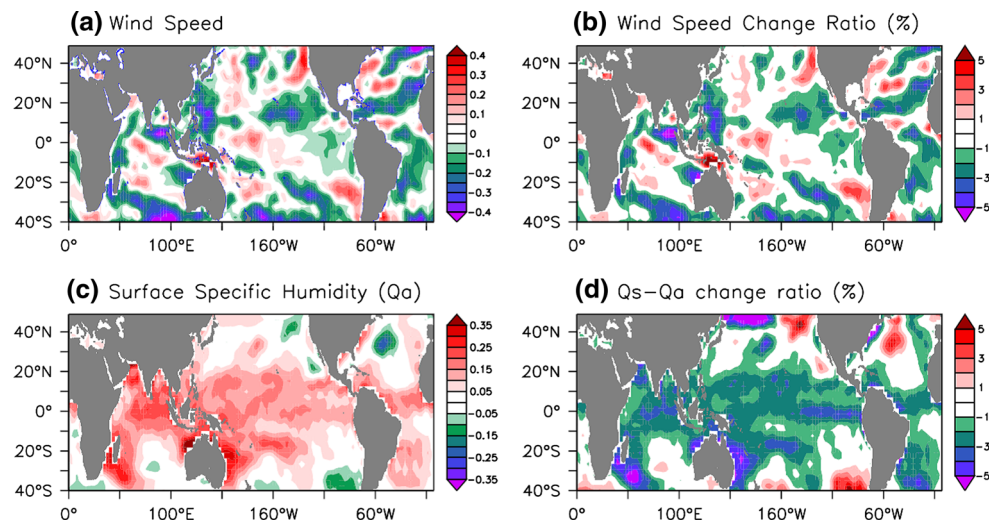 (a) Wind Speed
40°N
20°N
0°
20°S
40°S
0° 100°E 160°W 60°W
0.4
0.3
0.2
0.1
0
-0.1
-0.2
-0.3
-0.4
(b) Wind Speed Change Ratio (%)
40°N
20°N
0°
20°S
40°S
0° 100°E 160°W 60°W
5
3
1
-1
-3
-5
(c) Surface Specific Humidity (Qa)
40°N
20°N
0°
20°S
40°S
0° 100°E 160°W 60°W
0.35
0.25
0.15
0.05
-0.05
-0.15
-0.25
-0.35
(d) Qs-Qa change ratio (%)
40°N
20°N
0°
20°S
40°S
0° 100°E 160°W 60°W
5
3
1
-1
-3
-5